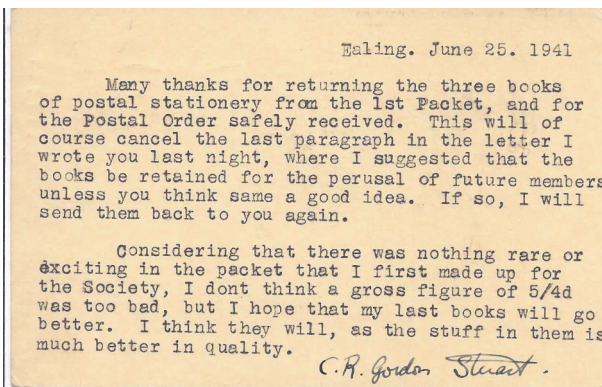 Ealing. June 25. 1941
Many thanks for returning the three books
of postal stationery from the 1st Packet, and for
the Postal Order safely received. This will of
course cancel the last paragraph in the letter I
wrote you last night, where I suggested that the
books be retained for the perusal of future members
unless you think same a good idea. If so, I will
send them back to you again.
Considering that there was nothing rare or
exciting in the packet that I first made up for
the Society, I dont think a gross figure of 5/4d
was too bad, but I hope that my last books will go
better. I think they will, as the stuff in them is
much better in quality.
C.R. Gordon Stuart.